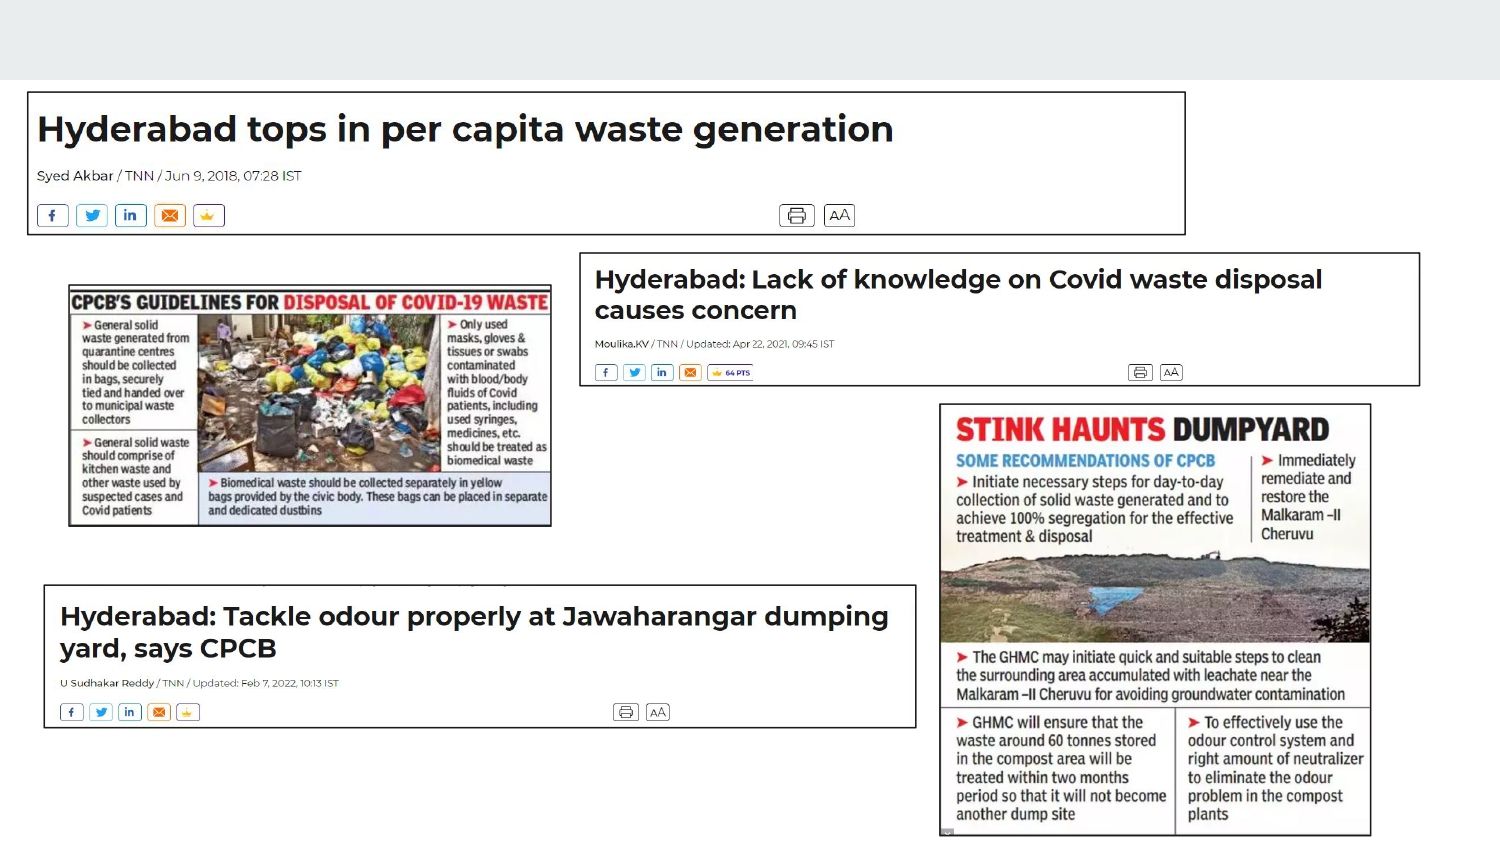 Hyderabad tops in per capita waste generation
Syed Akbar / TNN / Jun 9, 2018, 07:28 IST
f in AA
Hyderabad: Lack of knowledge on Covid waste disposal
causes concern
Moulika.KV / TNN / Updated: Apr 22, 2021, 09:45 IST
f in 64 PTS AA
CPCB'S GUIDELINES FOR DISPOSAL OF COVID-19 WASTE
➤ General solid
waste generated from
quarantine centres
should be collected
in bags, securely
tied and handed over
to municipal waste
collectors
➤ General solid waste
should comprise of
kitchen waste and
other waste used by
suspected cases and
Covid patients
➤ Only used
masks, gloves &
tissues or swabs
contaminated
with blood/body
fluids of Covid
patients, including
used syringes,
medicines, etc.
should be treated as
biomedical waste
➤ Biomedical waste should be collected separately in yellow
bags provided by the civic body. These bags can be placed in separate
and dedicated dustbins
STINK HAUNTS DUMPYARD
SOME RECOMMENDATIONS OF CPCB
➤ Initiate necessary steps for day-to-day
collection of solid waste generated and to
achieve 100% segregation for the effective
treatment & disposal
➤ Immediately
remediate and
restore the
Malkaram –II
Cheruvu
➤ The GHMC may initiate quick and suitable steps to clean
the surrounding area accumulated with leachate near the
Malkaram –II Cheruvu for avoiding groundwater contamination
➤ GHMC will ensure that the
waste around 60 tonnes stored
in the compost area will be
treated within two months
period so that it will not become
another dump site
➤ To effectively use the
odour control system and
right amount of neutralizer
to eliminate the odour
problem in the compost
plants
Hyderabad: Tackle odour properly at Jawaharangar dumping
yard, says CPCB
U Sudhakar Reddy / TNN / Updated: Feb 7, 2022, 10:13 IST
f in AA